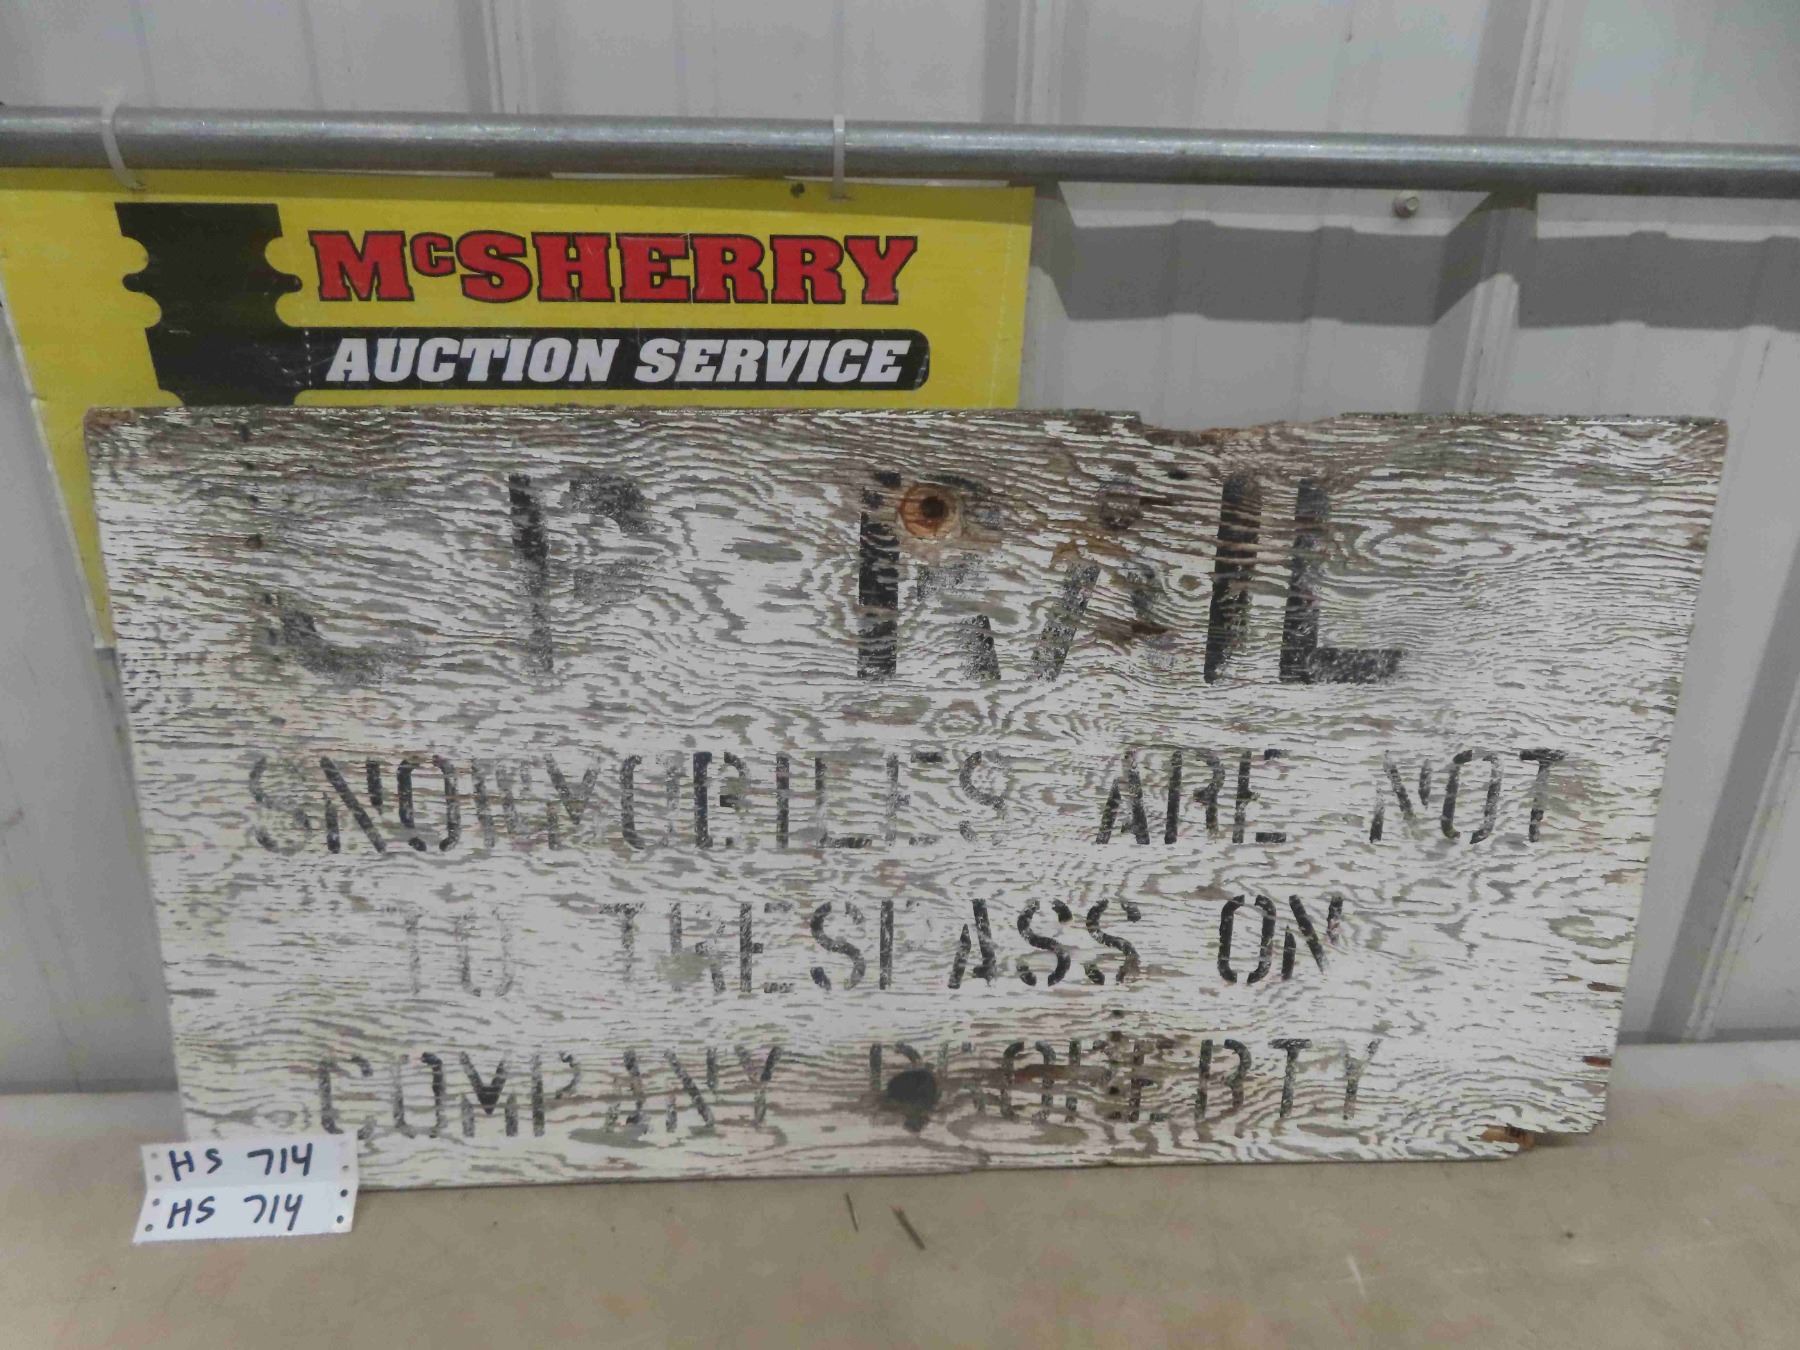 McSHERRY
AUCTION SERVICE
CP RAIL
SNOWMOBILES ARE NOT
TO TRESPASS ON
COMPANY PROPERTY
HS 714
HS 714